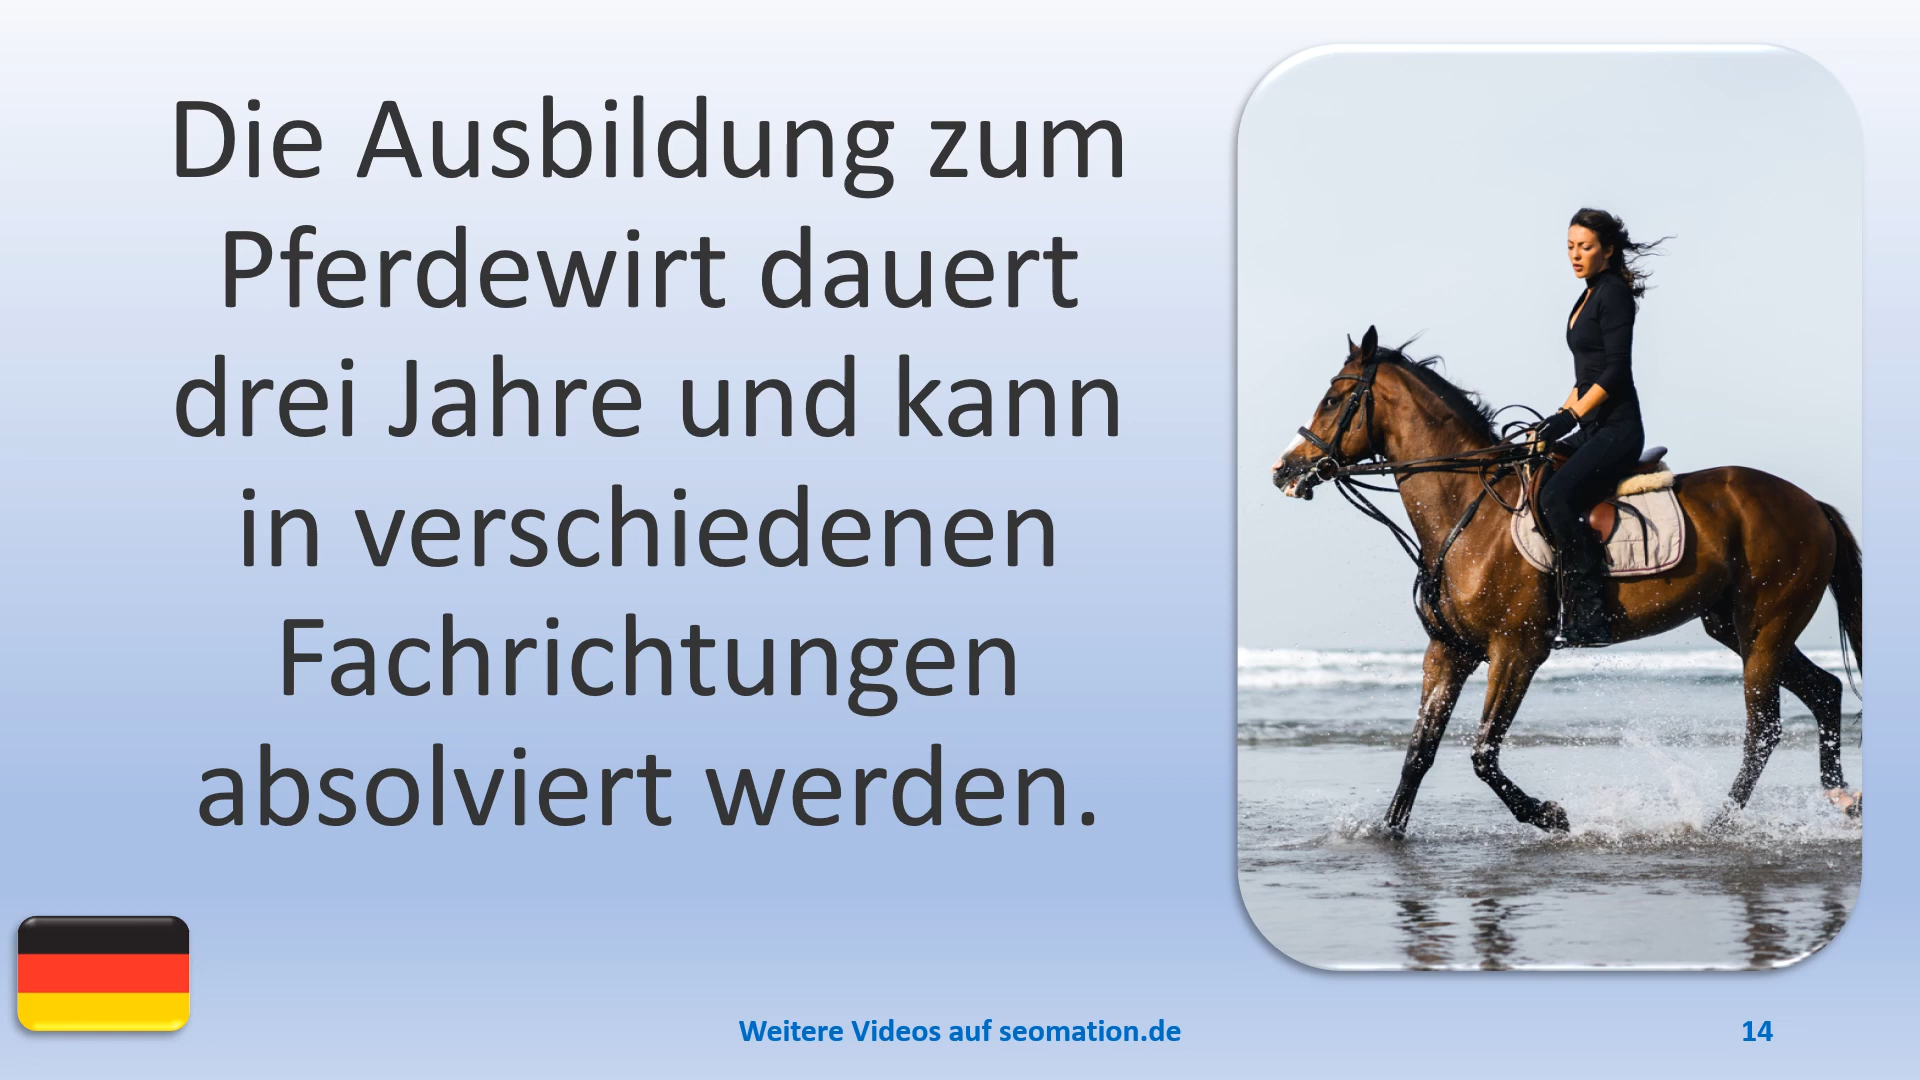 Die Ausbildung zum
Pferdewirt dauert
drei Jahre und kann
in verschiedenen
Fachrichtungen
absolviert werden.
Weitere Videos auf seomation.de
14